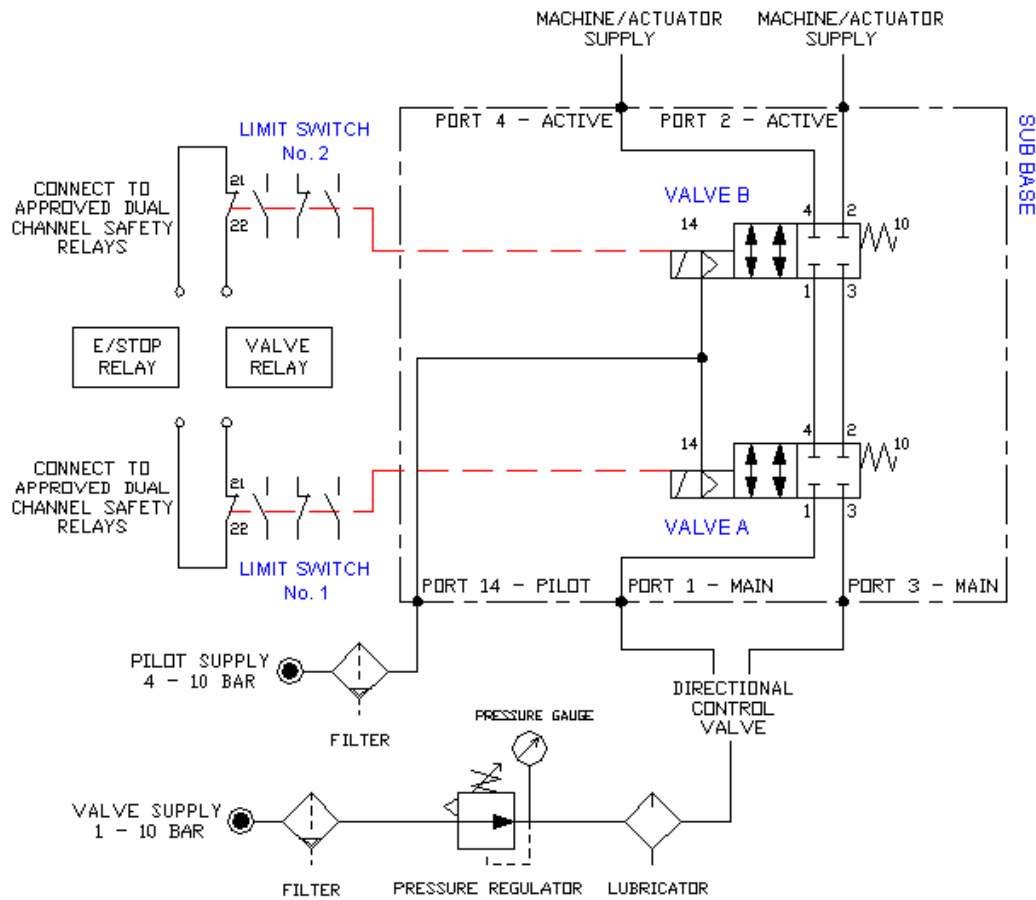 MACHINE/ACTUATOR
SUPPLY
MACHINE/ACTUATOR
SUPPLY
PORT 4 - ACTIVE
PORT 2 - ACTIVE
SUB BASE
LIMIT SWITCH
No. 2
CONNECT TO
APPROVED DUAL
CHANNEL SAFETY
RELAYS
21
22
VALVE B
14
4
2
10
1
3
E/STOP
RELAY
VALVE
RELAY
CONNECT TO
APPROVED DUAL
CHANNEL SAFETY
RELAYS
21
22
14
4
2
10
1
3
VALVE A
LIMIT SWITCH
No. 1
PORT 14 - PILOT
PORT 1 - MAIN
PORT 3 - MAIN
PILOT SUPPLY
4 - 10 BAR
FILTER
DIRECTIONAL
CONTROL
VALVE
PRESSURE GAUGE
VALVE SUPPLY
1 - 10 BAR
FILTER
PRESSURE REGULATOR
LUBRICATOR